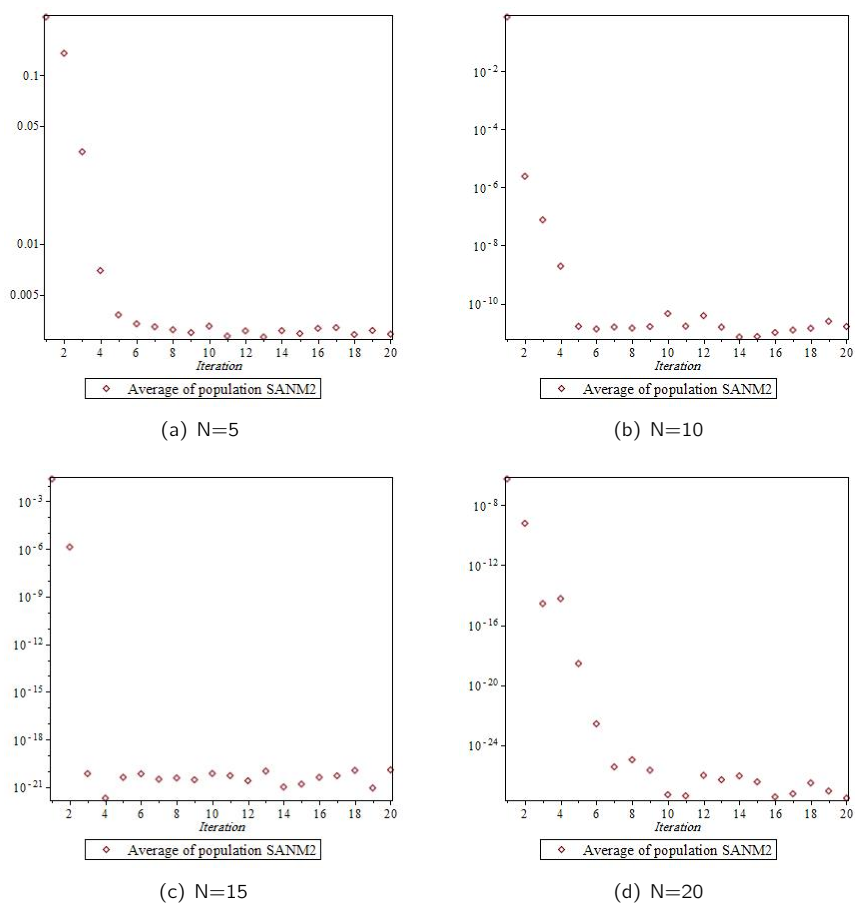 0.1
0.05
0.01
0.005
2 4 6 8 10 12 14 16 18 20
Iteration
Average of population SANM2
(a) N=5
10^-2
10^-4
10^-6
10^-8
10^-10
2 4 6 8 10 12 14 16 18 20
Iteration
Average of population SANM2
(b) N=10
10^-3
10^-6
10^-9
10^-12
10^-15
10^-18
10^-21
2 4 6 8 10 12 14 16 18 20
Iteration
Average of population SANM2
(c) N=15
10^-8
10^-12
10^-16
10^-20
10^-24
2 4 6 8 10 12 14 16 18 20
Iteration
Average of population SANM2
(d) N=20